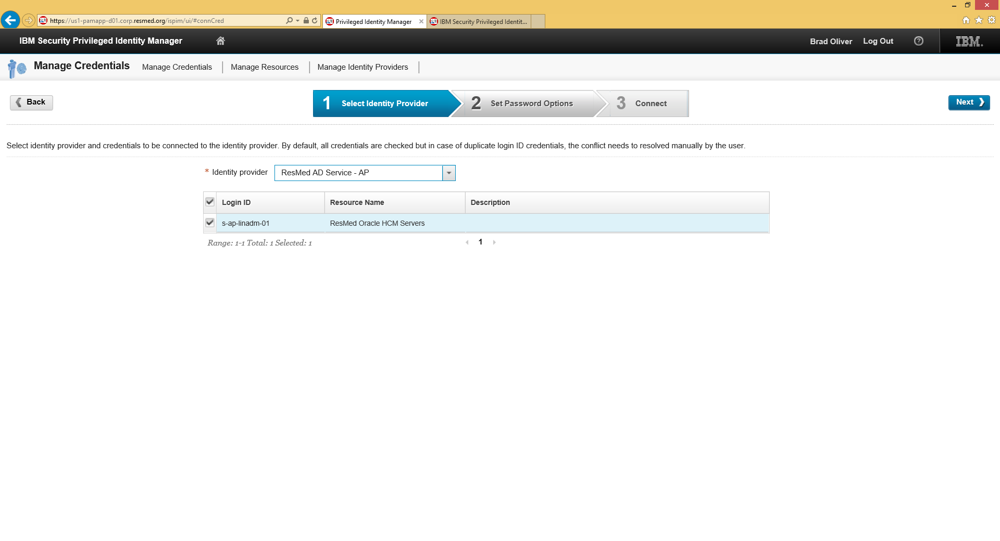 https://us1-pamapp-d01.corp.resmed.org/ispim/ui/#connCred
Privileged Identity Manager
IBM Security Privileged Identit...
IBM Security Privileged Identity Manager
Brad Oliver
Log Out
?
IBM.
Manage Credentials
Manage Credentials
Manage Resources
Manage Identity Providers
Back
1 Select Identity Provider
2 Set Password Options
3 Connect
Next
Select identity provider and credentials to be connected to the identity provider. By default, all credentials are checked but in case of duplicate login ID credentials, the conflict needs to resolved manually by the user.
* Identity provider
ResMed AD Service - AP
Login ID
Resource Name
Description
s-ap-linadm-01
ResMed Oracle HCM Servers
Range: 1-1 Total: 1 Selected: 1
1